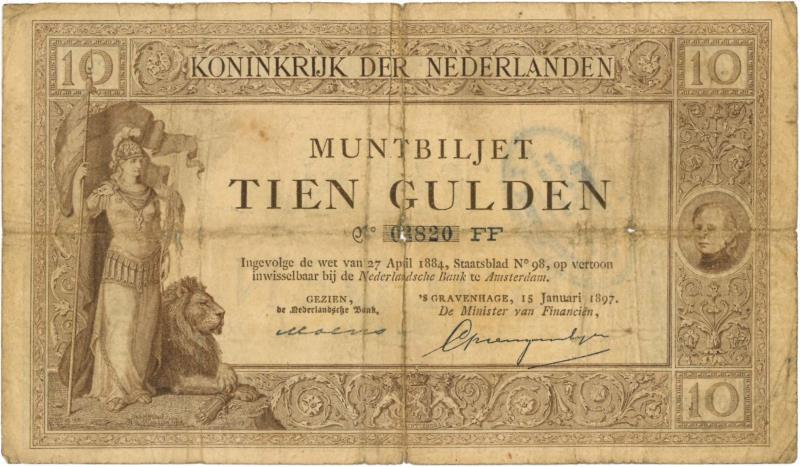 10
KONINKRIJK DER NEDERLANDEN
10
MUNTBILJET
TIEN GULDEN
Nº 03820 FF
Ingevolge de wet van 27 April 1884, Staatsblad Nº 98, op vertoon
inwisselbaar bij de Nederlandsche Bank te Amsterdam.
GEZIEN,
de Nederlandsche Bank,
'S GRAVENHAGE, 15 Januari 1897.
De Minister van Financiën,
10